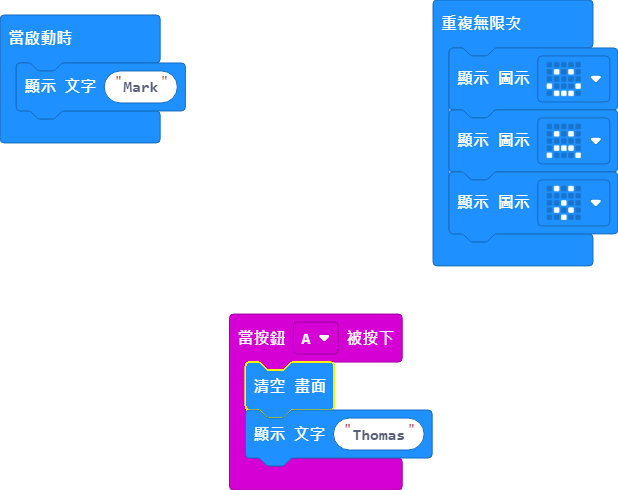 當啟動時
顯示 文字 "Mark"
重複無限次
顯示 圖示
顯示 圖示
顯示 圖示
當按鈕 A 被按下
清空 畫面
顯示 文字 "Thomas"